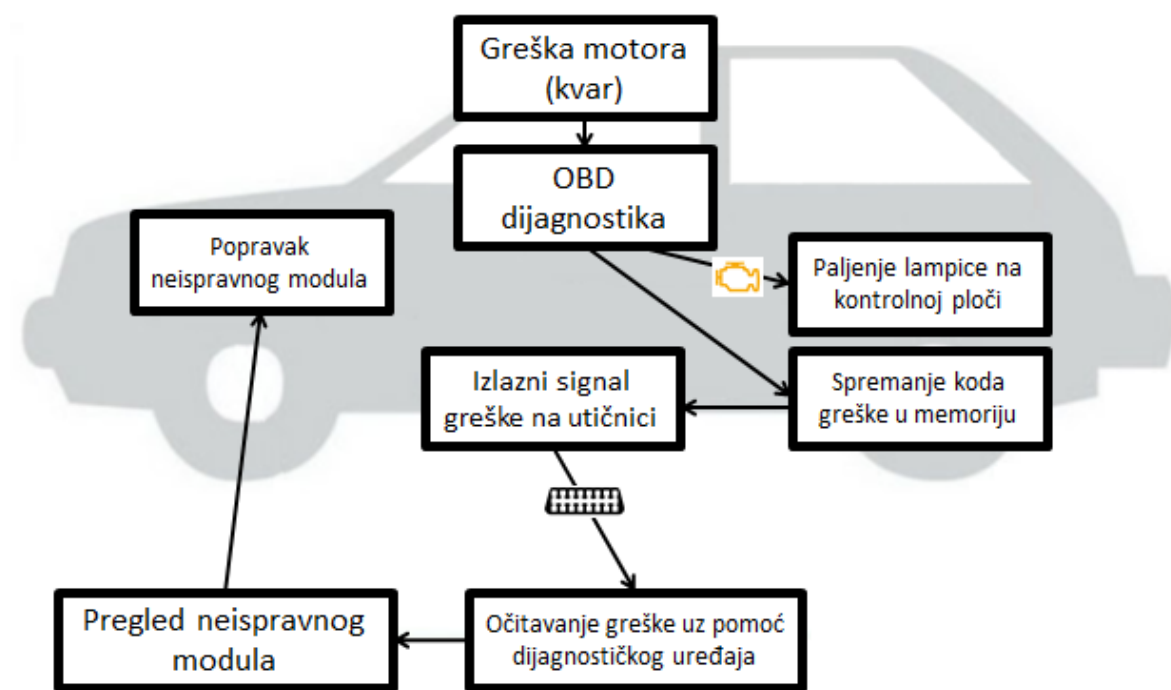 Greška motora
(kvar)
OBD
dijagnostika
Popravak
neispravnog modula
Paljenje lampice na
kontrolnoj ploči
Izlazni signal
greške na utičnici
Spremanje koda
greške u memoriju
Pregled neispravnog
modula
Očitavanje greške uz pomoć
dijagnostičkog uređaja